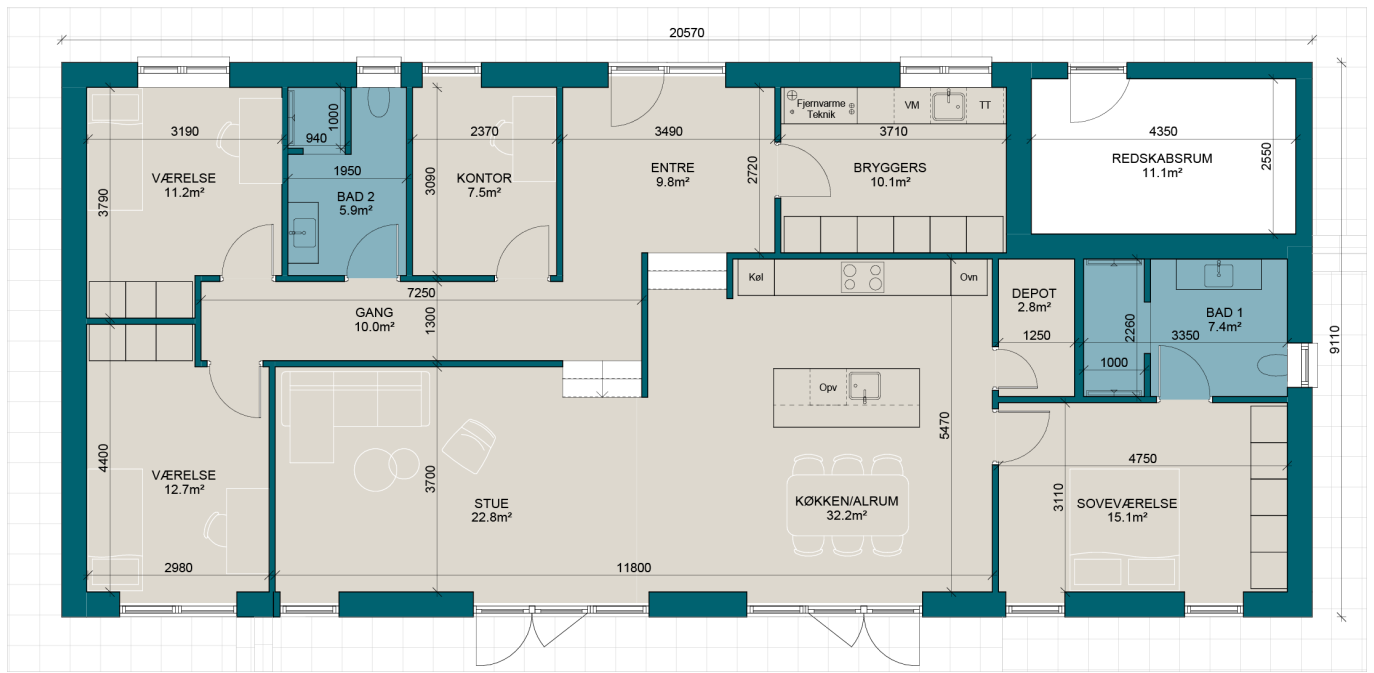 20570
3190
940
1000
2370
3490
Fjernvarme
Teknik
VM
TT
3710
4350
VÆRELSE
11.2m²
3790
1950
BAD 2
5.9m²
3090
KONTOR
7.5m²
ENTRE
9.8m²
2720
BRYGGERS
10.1m²
REDSKABSRUM
11.1m²
2550
7250
GANG
10.0m²
1300
Køl
Ovn
DEPOT
2.8m²
1250
2260
1000
BAD 1
7.4m²
3350
9110
Opv
4400
VÆRELSE
12.7m²
3700
STUE
22.8m²
5470
KØKKEN/ALRUM
32.2m²
4750
3110
SOVEVÆRELSE
15.1m²
2980
11800